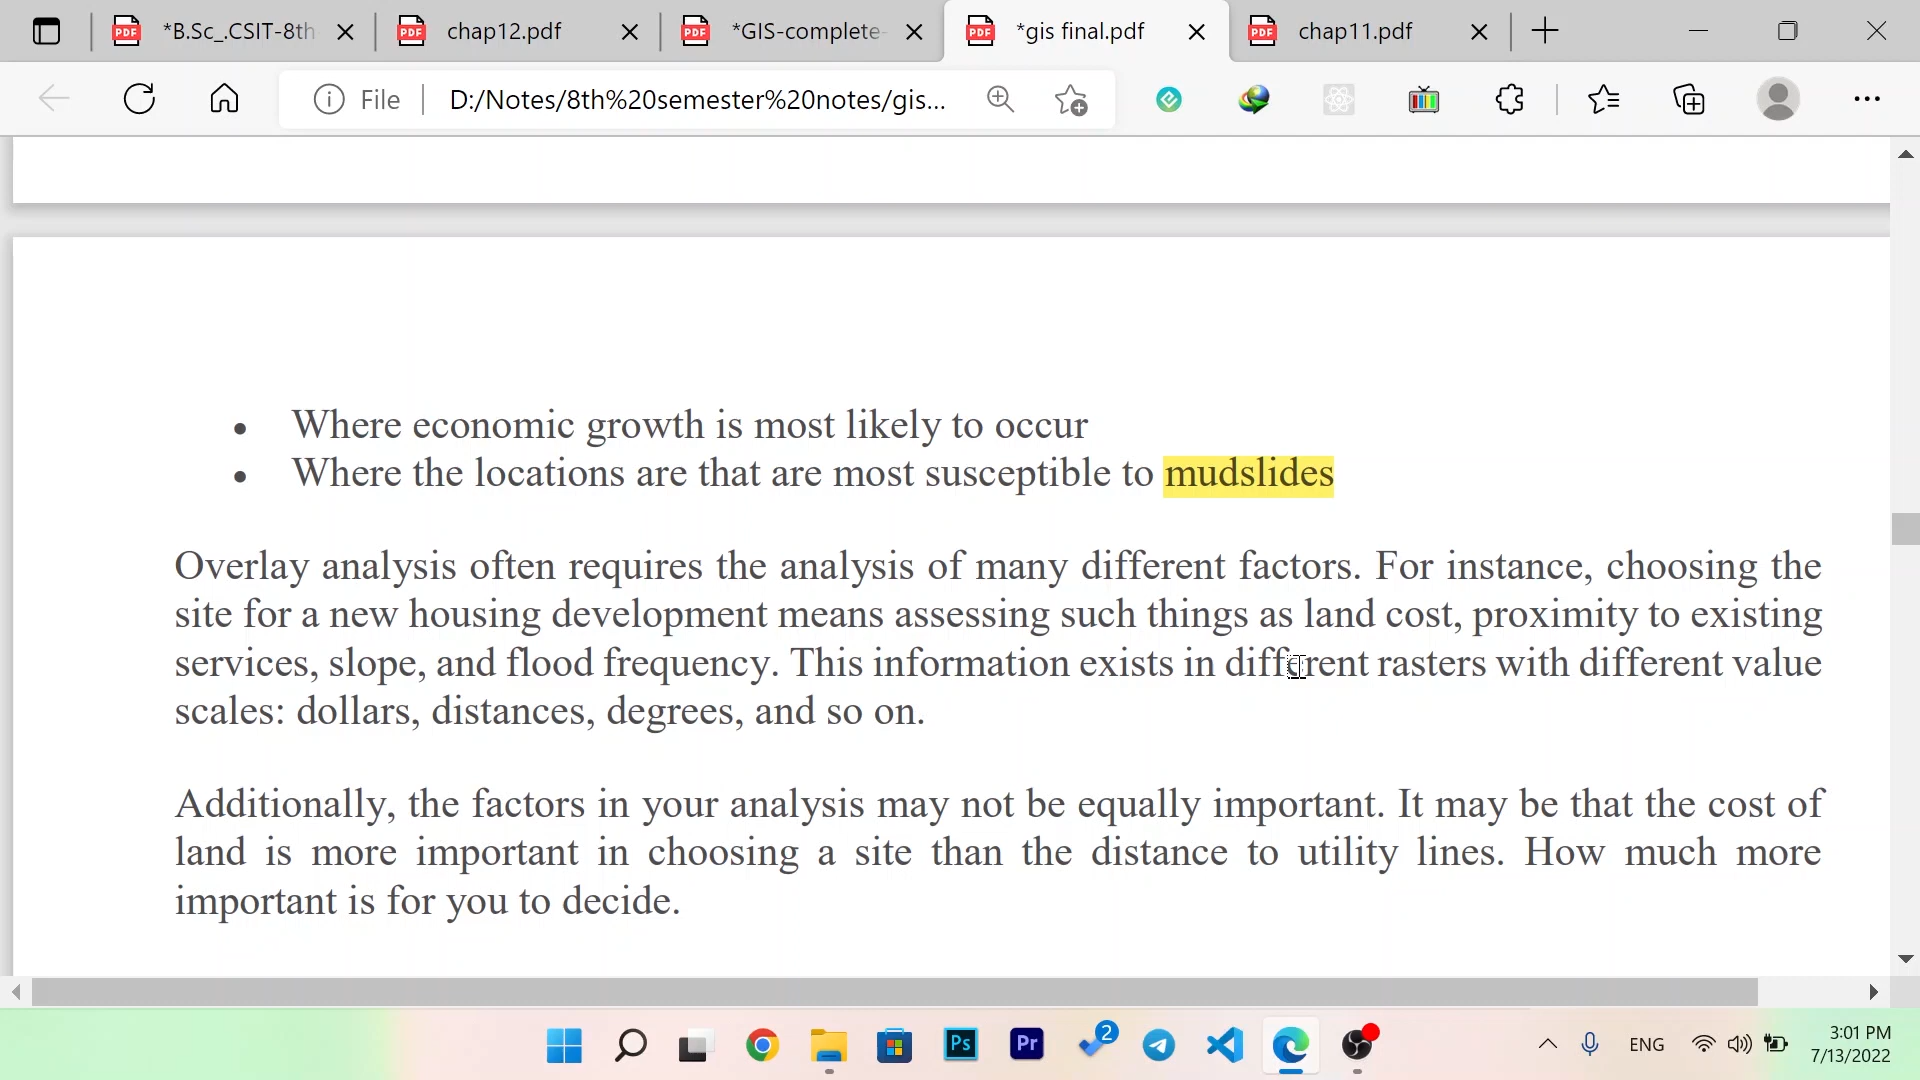 *B.Sc_.CSIT-8th
chap12.pdf
*GIS-complete-
*gis final.pdf
chap11.pdf
File
D:/Notes/8th%20semester%20notes/gis...
• Where economic growth is most likely to occur
• Where the locations are that are most susceptible to mudslides
Overlay analysis often requires the analysis of many different factors. For instance, choosing the
site for a new housing development means assessing such things as land cost, proximity to existing
services, slope, and flood frequency. This information exists in different rasters with different value
scales: dollars, distances, degrees, and so on.
Additionally, the factors in your analysis may not be equally important. It may be that the cost of
land is more important in choosing a site than the distance to utility lines. How much more
important is for you to decide.
Ps
Pr
2
ENG
3:01 PM
7/13/2022